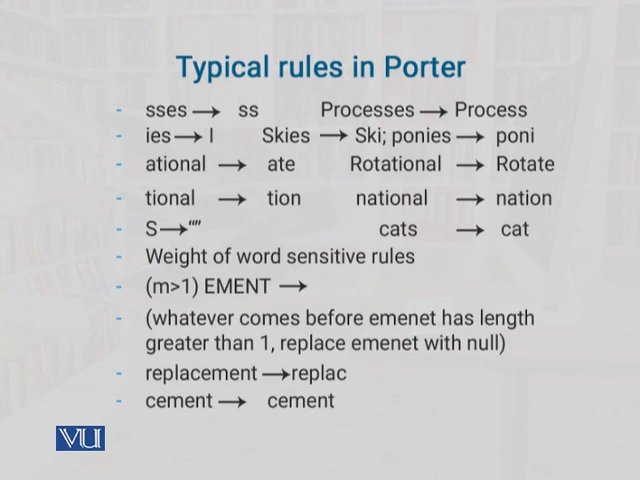 Typical rules in Porter
- sses → ss Processes → Process
- ies → I Skies → Ski; ponies → poni
- ational → ate Rotational → Rotate
- tional → tion national → nation
- S→"" cats → cat
- Weight of word sensitive rules
- (m>1) EMENT →
- (whatever comes before emenet has length
greater than 1, replace emenet with null)
- replacement →replac
- cement → cement
VU